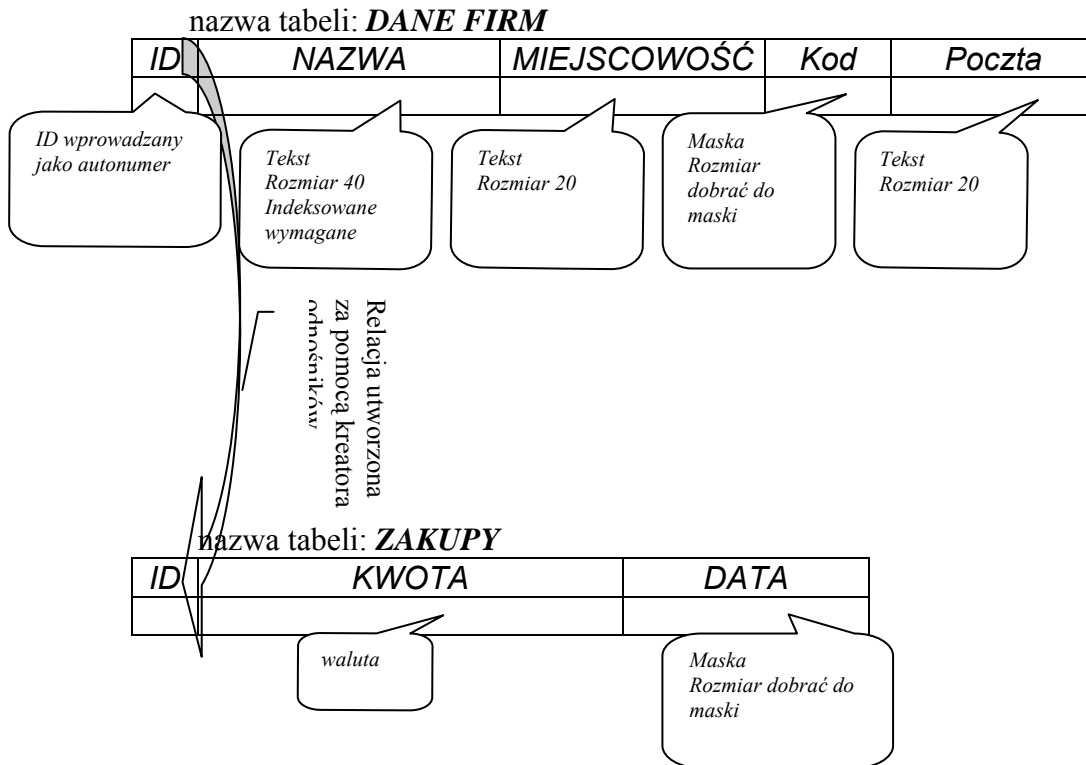 nazwa tabeli: DANE FIRM
ID NAZWA MIEJSCOWOŚĆ Kod Poczta
ID wprowadzany
jako autonumer
Tekst
Rozmiar 40
Indeksowane
wymagane
Tekst
Rozmiar 20
Maska
Rozmiar
dobrać do
maski
Tekst
Rozmiar 20
Relacja utworzona
za pomocą kreatora
odnośników
nazwa tabeli: ZAKUPY
ID KWOTA DATA
waluta
Maska
Rozmiar dobrać do
maski